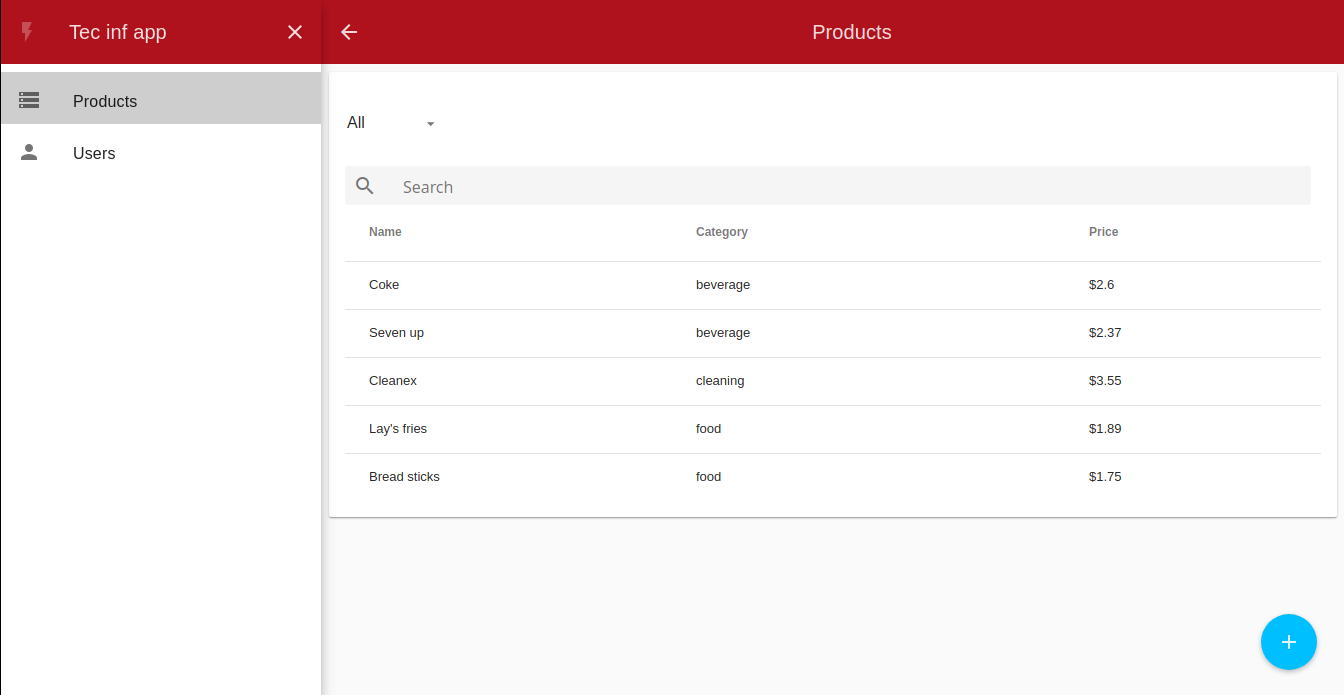 Tec inf app
Products
Products
Users
All
Search
Name Category Price
Coke beverage $2.6
Seven up beverage $2.37
Cleanex cleaning $3.55
Lay's fries food $1.89
Bread sticks food $1.75